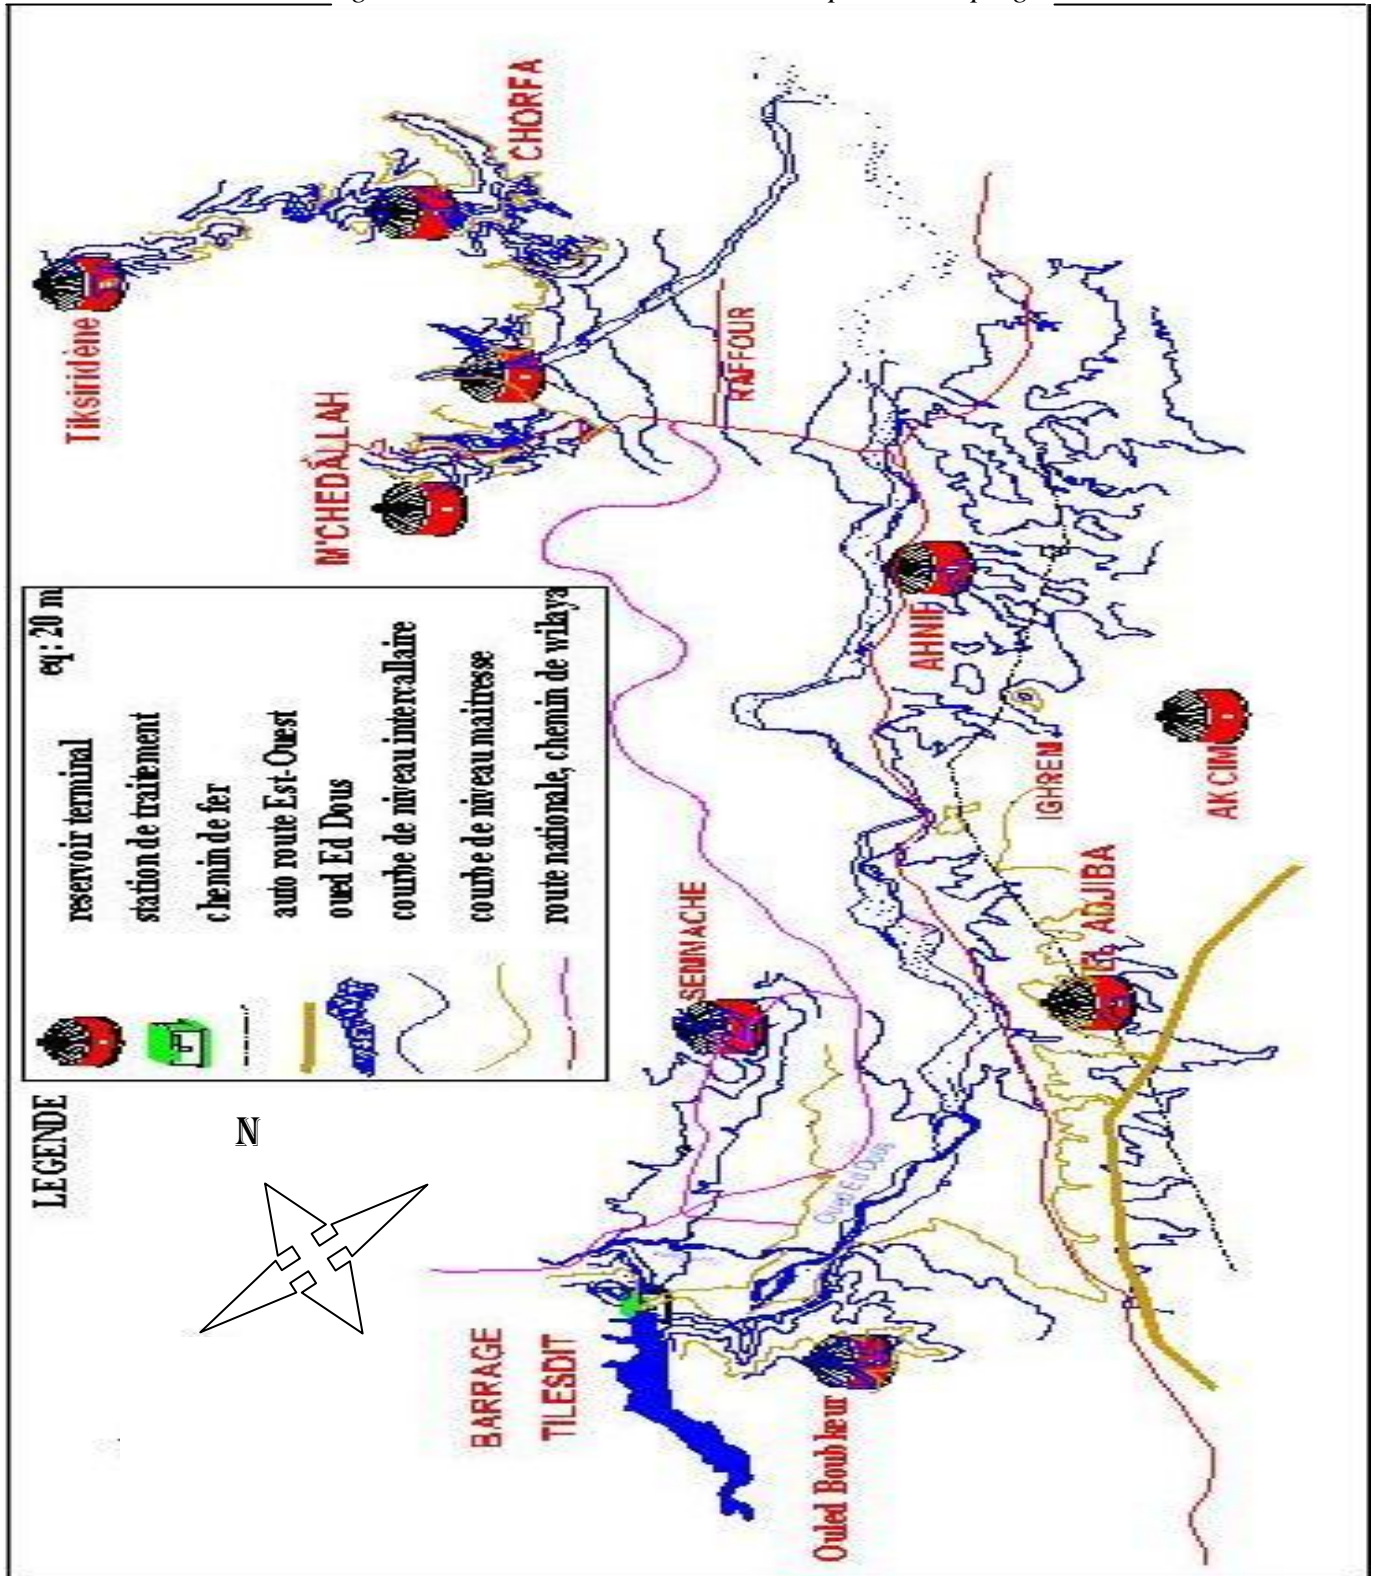 Tiksiridène
CHORFA
M'CHEDALLAH
RAFFOUR
AHNIF
IGHREM
AKCIM
EL ADJIBA
SEMMACHE
Oued Ed Dous
BARRAGE
TILESDIT
Ouled Boubkeur
N
LEGENDE
eq: 20 m
reservoir terminal
station de traitement
chemin de fer
auto route Est-Ouest
oued Ed Dous
courbe de niveau intercallaire
courbe de niveau maitresse
route nationale, chemin de wilaya